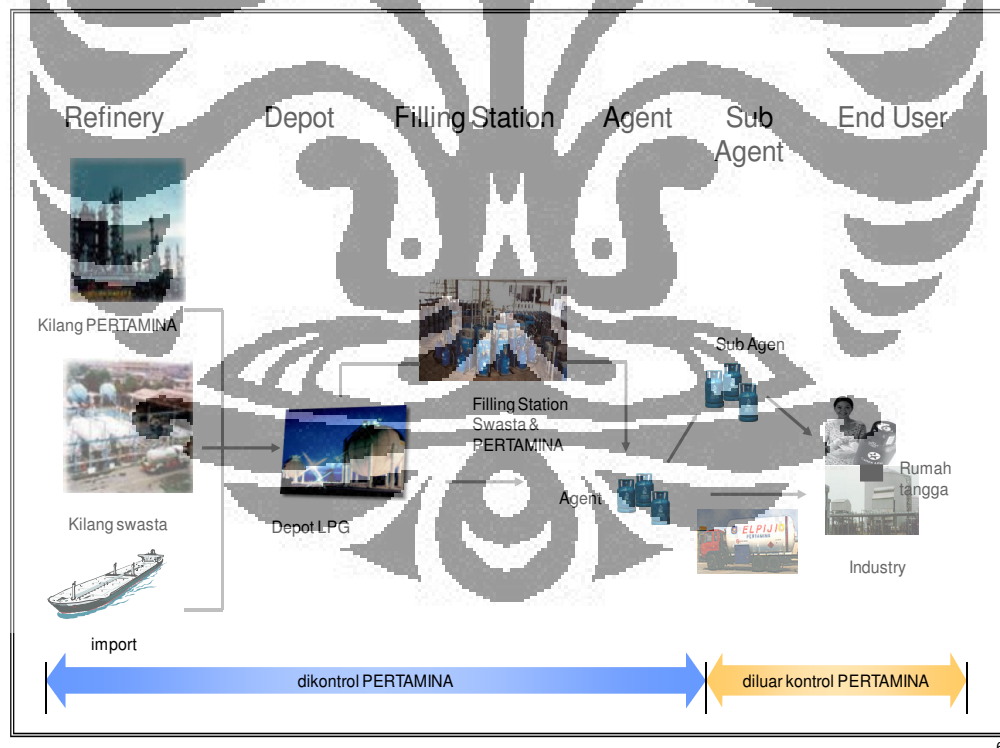 Refinery
Depot
Filling Station
Agent
Sub
Agent
End User
Kilang PERTAMINA
Sub Agen
Filling Station
Swasta &
PERTAMINA
Rumah
tangga
Agent
Kilang swasta
Depot LPG
ELPIJI
PERTAMINA
Industry
import
dikontrol PERTAMINA
diluar kontrol PERTAMINA